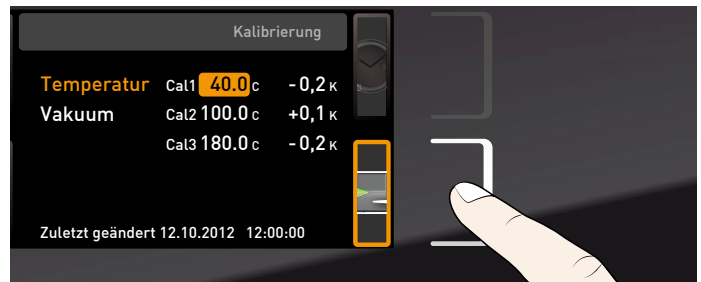 Kalibrierung
Temperatur Cal1 40.0 c -0,2 K
Vakuum Cal2 100.0 c +0,1 K
Cal3 180.0 c -0,2 K
Zuletzt geändert 12.10.2012 12:00:00